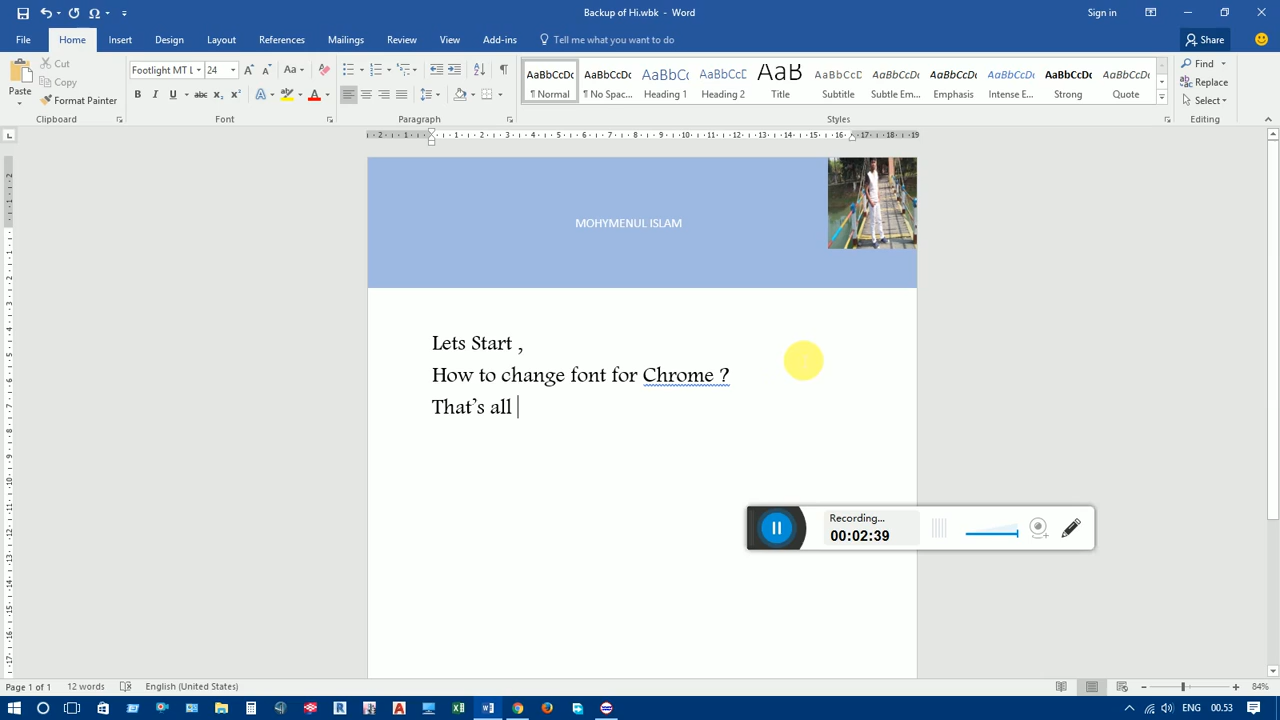 Backup of Hi.wbk - Word
Sign in
File Home Insert Design Layout References Mailings Review View Add-ins Tell me what you want to do Share
Paste
Cut
Copy
Format Painter
Clipboard
Footlight MT L 24
Font
Paragraph
AaBbCcDc AaBbCcDc AaBbCc AaBbCcD AaB AaBbCcD AaBbCcDc AaBbCcDc AaBbCcDc AaBbCcDc AaBbCcDc
¶ Normal ¶ No Spac... Heading 1 Heading 2 Title Subtitle Subtle Em... Emphasis Intense E... Strong Quote
Styles
Find
Replace
Select
Editing
MOHYMENUL ISLAM
Lets Start ,
How to change font for Chrome ?
That's all
Recording...
00:02:39
Page 1 of 1 12 words English (United States) 84%
ENG 00.53